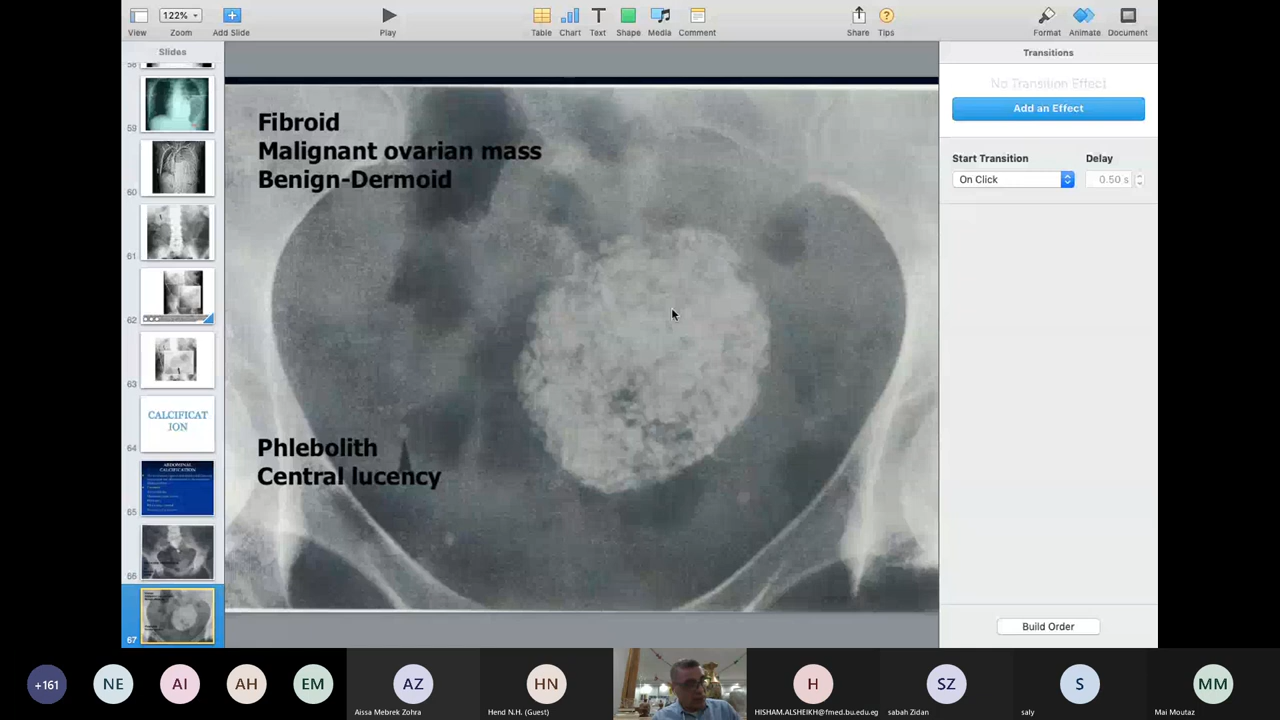 122%
View
Zoom
Add Slide
Play
Table
Chart
Text
Shape
Media
Comment
Share
Tips
Format
Animate
Document
Slides
Transitions
58
59
60
61
62
63
64
65
66
67
CALCIFICAT
ION
ABDOMINAL
CALCIFICATION
Fibroid
Malignant ovarian mass
Benign-Dermoid
Phlebolith
Central lucency
No Transition Effect
Add an Effect
Start Transition
Delay
On Click
0.50 s
Build Order
+161
NE
AI
AH
EM
AZ
Aissa Mebrek Zohra
HN
Hend N.H. (Guest)
H
HISHAM.ALSHEIKH@fmed.bu.edu.eg
SZ
sabah Zidan
S
saly
MM
Mai Moutaz